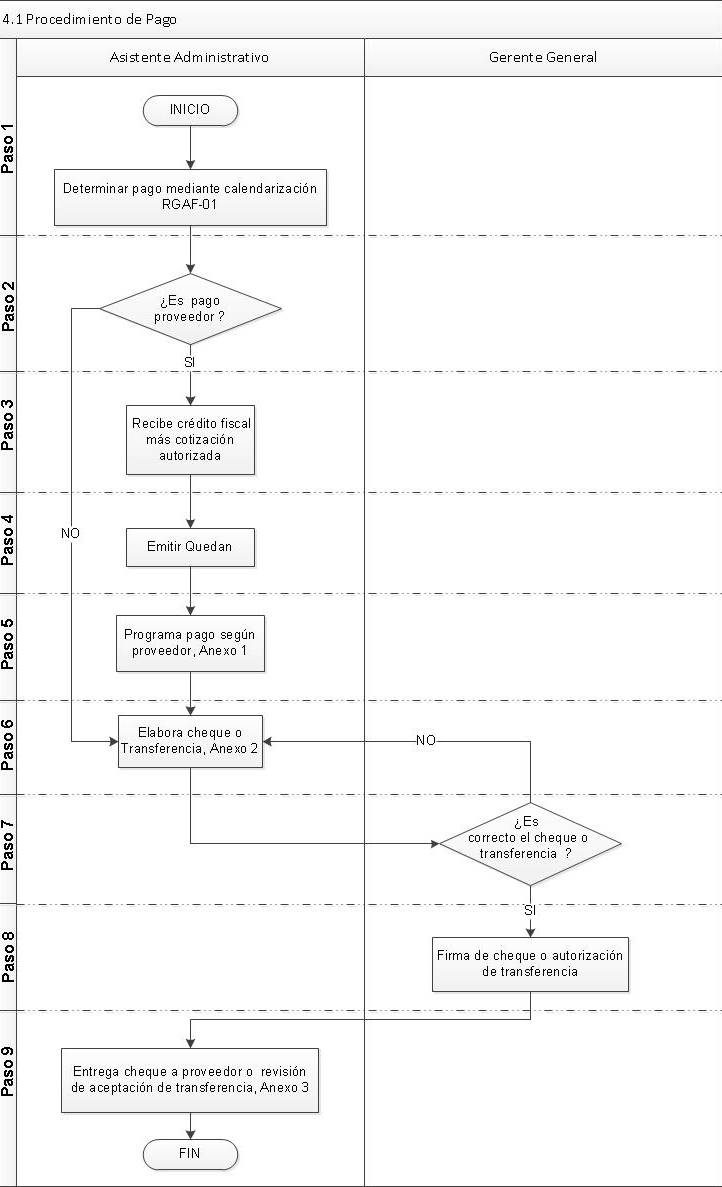 4.1 Procedimiento de Pago
Asistente Administrativo
Gerente General
Paso 1
INICIO
Determinar pago mediante calendarización
RGAF-01
Paso 2
¿Es pago
proveedor ?
SI
Paso 3
Recibe crédito fiscal
más cotización
autorizada
Paso 4
NO
Emitir Quedan
Paso 5
Programa pago según
proveedor, Anexo 1
Paso 6
Elabora cheque o
Transferencia, Anexo 2
NO
Paso 7
¿Es
correcto el cheque o
transferencia ?
SI
Paso 8
Firma de cheque o autorización
de transferencia
Paso 9
Entrega cheque a proveedor o revisión
de aceptación de transferencia, Anexo 3
FIN